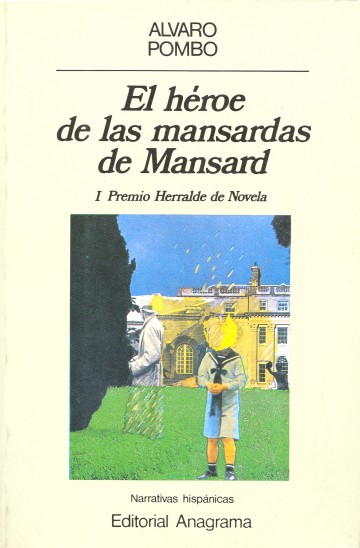 ALVARO
POMBO
El héroe
de las mansardas
de Mansard
I Premio Herralde de Novela
Narrativas hispánicas
Editorial Anagrama